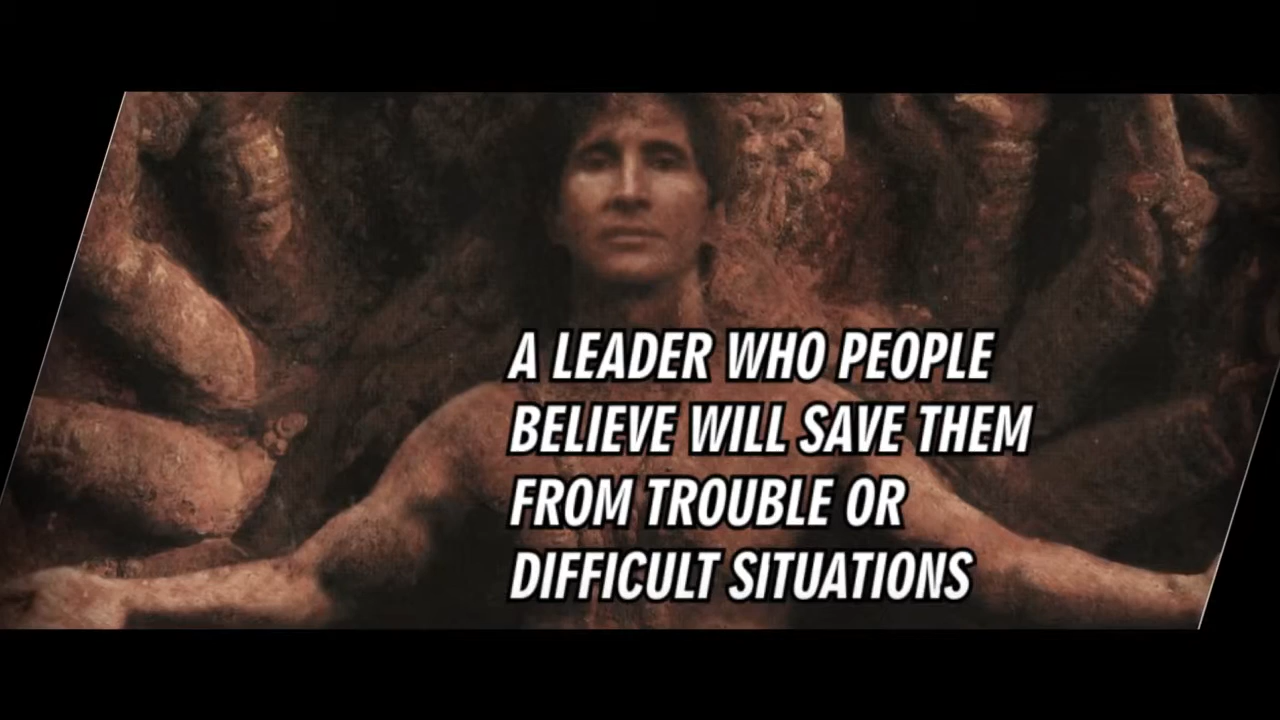 A LEADER WHO PEOPLE
BELIEVE WILL SAVE THEM
FROM TROUBLE OR
DIFFICULT SITUATIONS